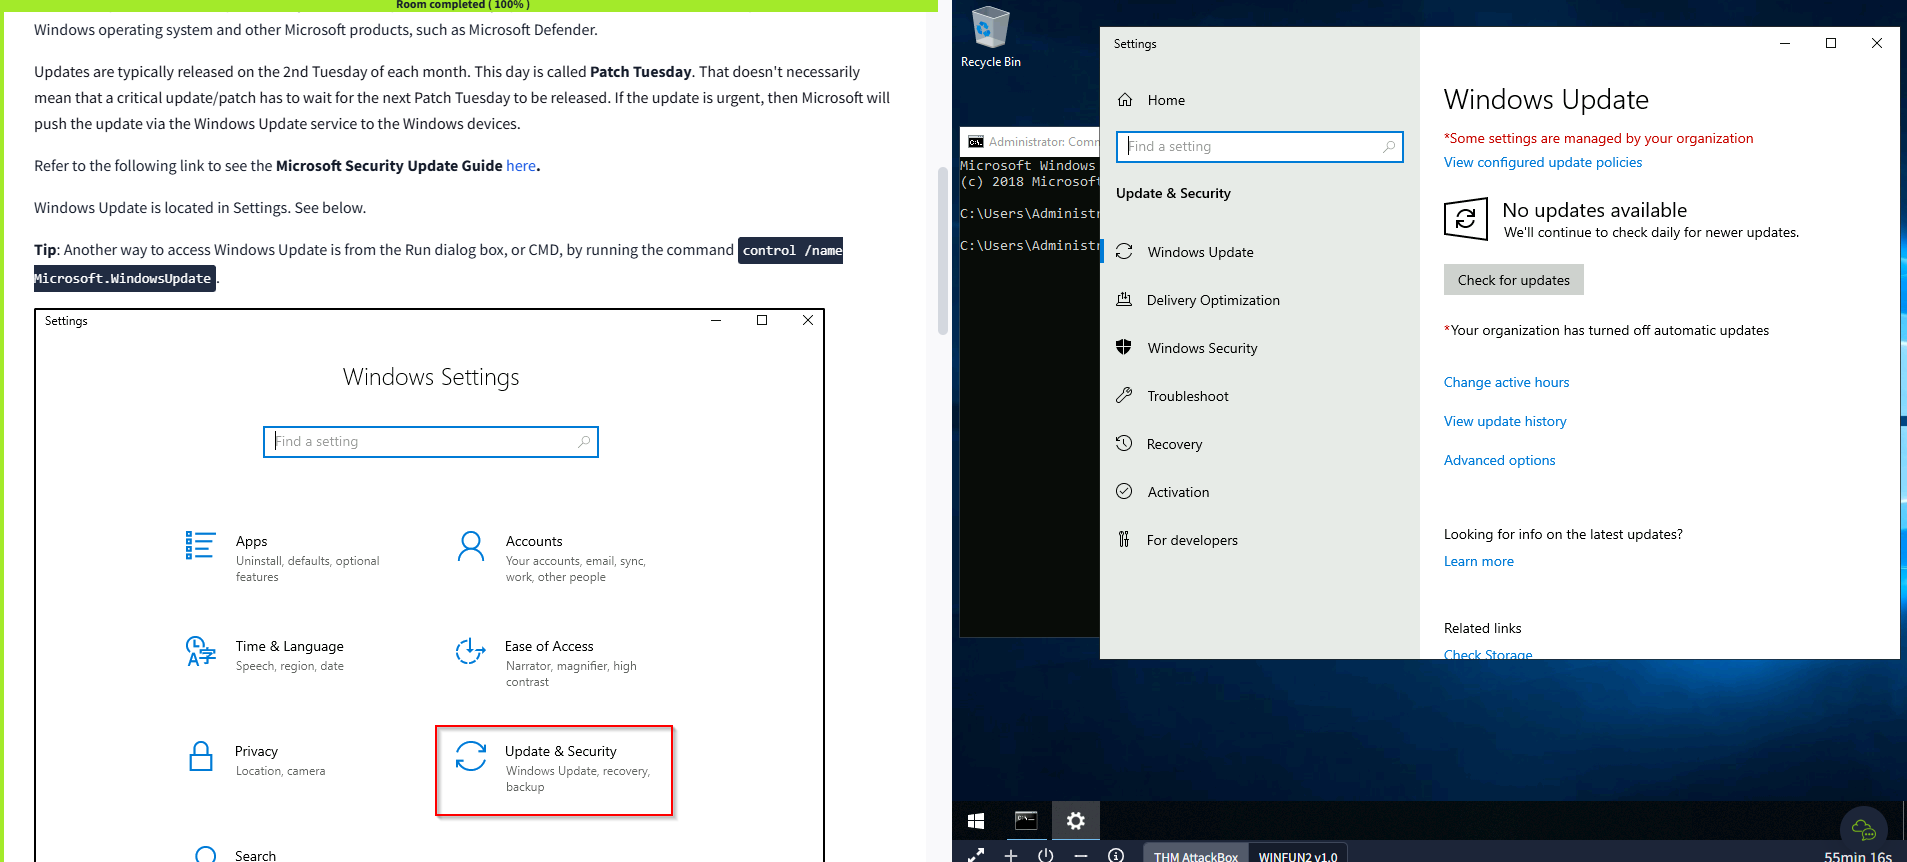 Room completed ( 100% )
Windows operating system and other Microsoft products, such as Microsoft Defender.
Updates are typically released on the 2nd Tuesday of each month. This day is called Patch Tuesday. That doesn't necessarily
mean that a critical update/patch has to wait for the next Patch Tuesday to be released. If the update is urgent, then Microsoft will
push the update via the Windows Update service to the Windows devices.
Refer to the following link to see the Microsoft Security Update Guide here.
Windows Update is located in Settings. See below.
Tip: Another way to access Windows Update is from the Run dialog box, or CMD, by running the command control /name
Microsoft.WindowsUpdate.
Settings
Windows Settings
Find a setting
Apps
Uninstall, defaults, optional
features
Accounts
Your accounts, email, sync,
work, other people
Time & Language
Speech, region, date
Ease of Access
Narrator, magnifier, high
contrast
Privacy
Location, camera
Update & Security
Windows Update, recovery,
backup
Search
Recycle Bin
Administrator: Comm
Microsoft Windows
(c) 2018 Microsoft
C:\Users\Administr
C:\Users\Administr
Settings
Home
Find a setting
Update & Security
Windows Update
Delivery Optimization
Windows Security
Troubleshoot
Recovery
Activation
For developers
Windows Update
*Some settings are managed by your organization
View configured update policies
No updates available
We'll continue to check daily for newer updates.
Check for updates
*Your organization has turned off automatic updates
Change active hours
View update history
Advanced options
Looking for info on the latest updates?
Learn more
Related links
Check Storage
THM AttackBox
WINFUN2 v1.0
55min 16s